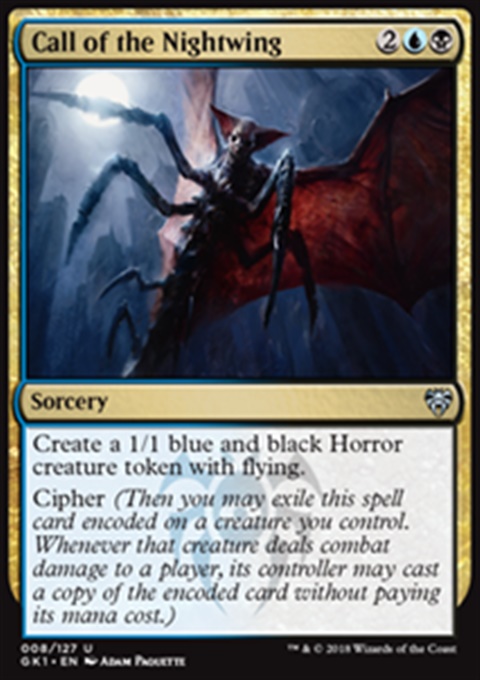 Call of the Nightwing 2
Sorcery
Create a 1/1 blue and black Horror
creature token with flying.
Cipher (Then you may exile this spell
card encoded on a creature you control.
Whenever that creature deals combat
damage to a player, its controller may cast
a copy of the encoded card without paying
its mana cost.)
008/127 U
™ & © 2018 Wizards of the Coast
GK1 • EN Adam Paquette